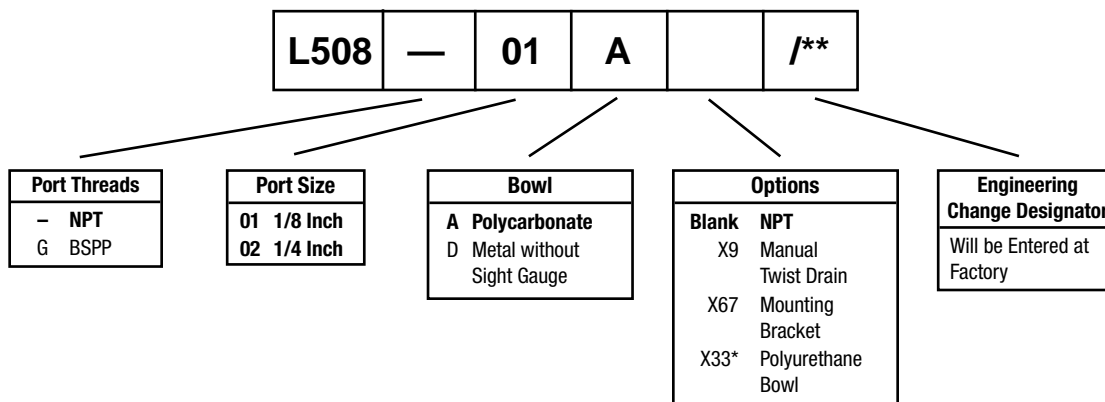 L508 — 01 A /**
Port Threads
– NPT
G BSPP
Port Size
01 1/8 Inch
02 1/4 Inch
Bowl
A Polycarbonate
D Metal without
Sight Gauge
Options
Blank NPT
X9 Manual
Twist Drain
X67 Mounting
Bracket
X33* Polyurethane
Bowl
Engineering
Change Designator
Will be Entered at
Factory